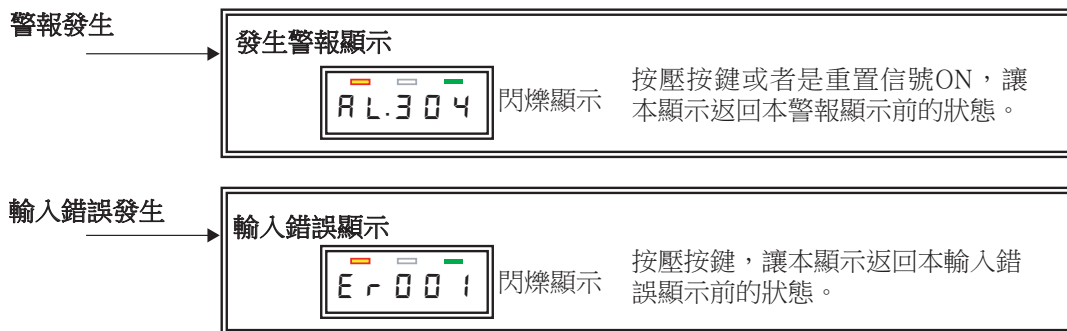 警報發生
發生警報顯示
AL.304
閃爍顯示
按壓按鍵或者是重置信號ON，讓
本顯示返回本警報顯示前的狀態。
輸入錯誤發生
輸入錯誤顯示
Er001
閃爍顯示
按壓按鍵，讓本顯示返回本輸入錯
誤顯示前的狀態。